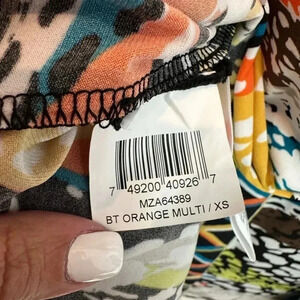 7 49200 40926 7
MZA64389
BT ORANGE MULTI / XS